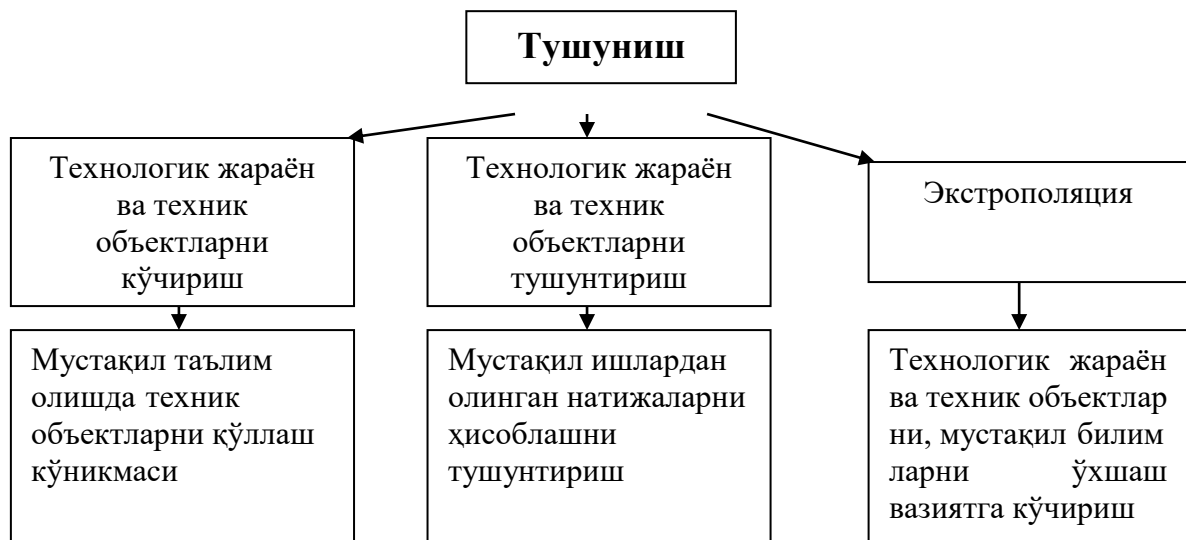 Тушуниш
Технологик жараён
ва техник
объектларни
кўчириш
Технологик жараён
ва техник
объектларни
тушунтириш
Экстрополяция
Мустақил таълим
олишда техник
объектларни қўллаш
кўникмаси
Мустақил ишлардан
олинган натижаларни
ҳисоблашни
тушунтириш
Технологик жараён
ва техник объектлар
ни, мустақил билим
ларни ўхшаш
вазиятга кўчириш